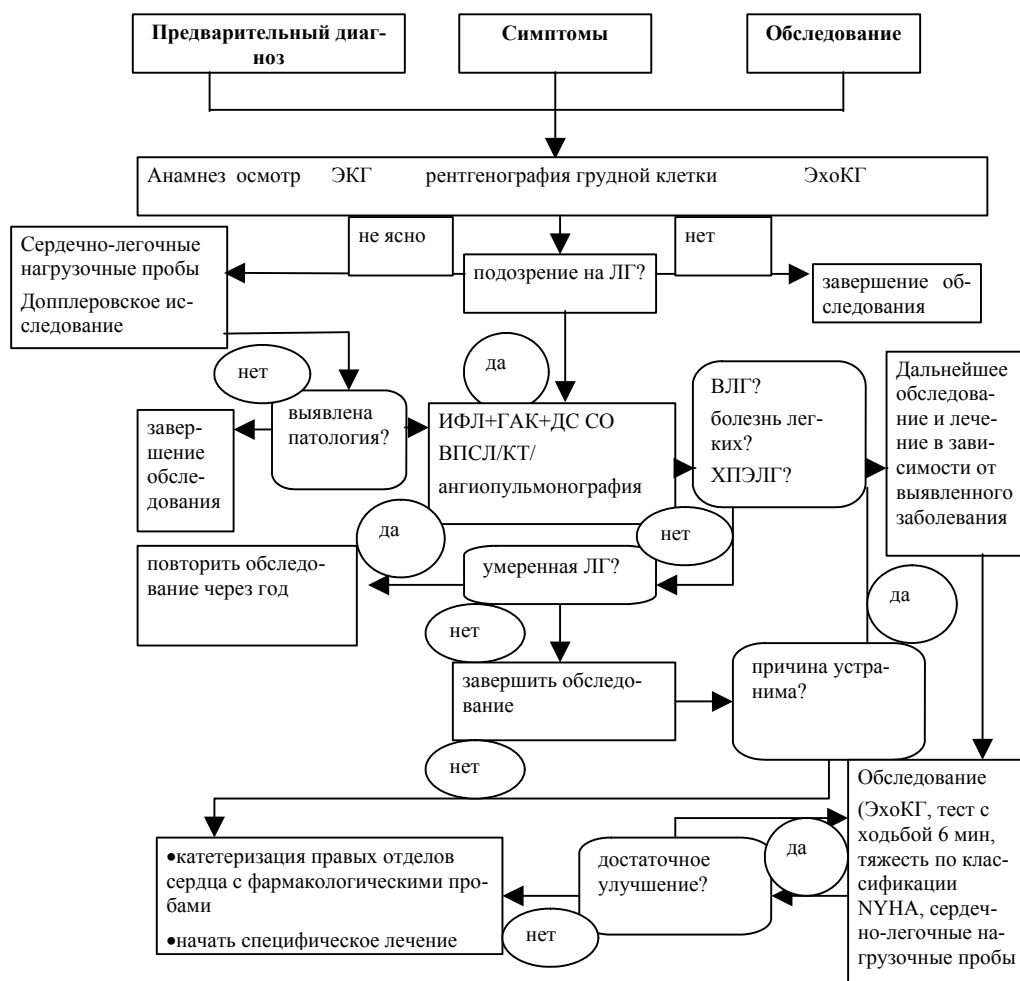 Предварительный диаг-
ноз
Симптомы
Обследование
Анамнез осмотр ЭКГ рентгенография грудной клетки ЭхоКГ
не ясно
нет
Сердечно-легочные
нагрузочные пробы
Допплеровское ис-
следование
подозрение на ЛГ?
завершение об-
следования
нет
да
выявлена
патология?
завер-
шение
обсле-
дования
ИФЛ+ГАК+ДС СО
ВПСЛ/КТ/
ангиопульмонография
ВЛГ?
болезнь лег-
ких?
ХПЭЛГ?
Дальнейшее
обследова-
ние и лече-
ние в зави-
симости от
выявленного
заболевания
да
нет
повторить обследо-
вание через год
умеренная ЛГ?
да
нет
завершить обследо-
вание
причина устра-
нима?
нет
Обследование
(ЭхоКГ, тест с
ходьбой 6 мин,
тяжесть по клас-
сификации
NYHA, сердеч-
но-легочные на-
грузочные пробы
•катетеризация правых отделов
сердца с фармакологическими про-
бами
•начать специфическое лечение
достаточное
улучшение?
да
нет